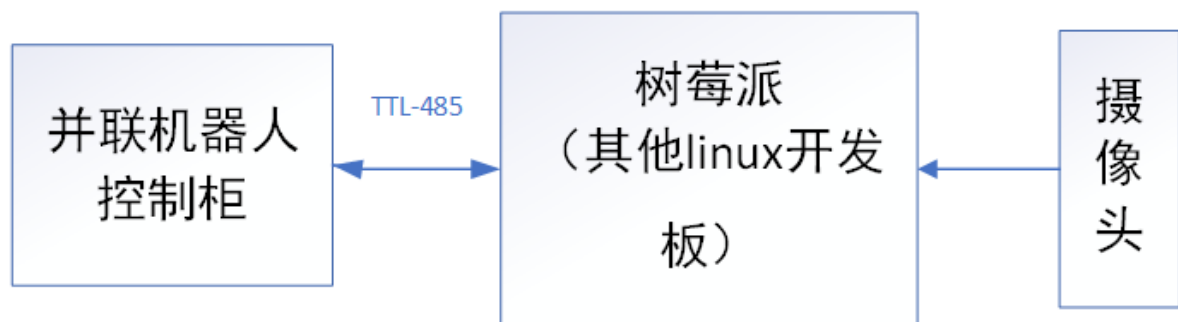 并联机器人
控制柜
TTL-485
树莓派
（其他linux开发
板）
摄
像
头